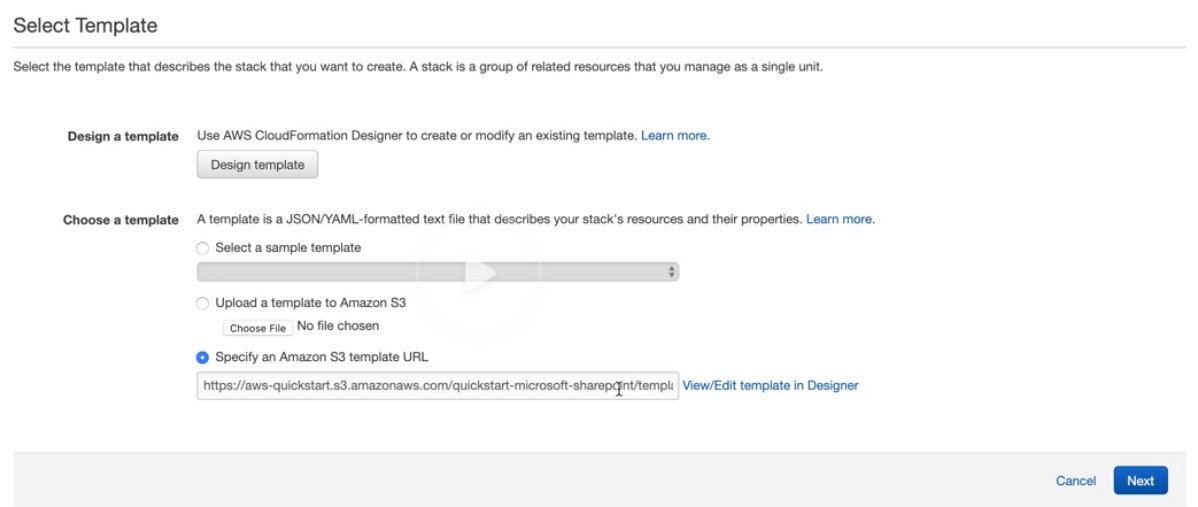 Select Template
Select the template that describes the stack that you want to create. A stack is a group of related resources that you manage as a single unit.
Design a template Use AWS CloudFormation Designer to create or modify an existing template. Learn more.
Design template
Choose a template A template is a JSON/YAML-formatted text file that describes your stack's resources and their properties. Learn more.
Select a sample template
Upload a template to Amazon S3
Choose File No file chosen
Specify an Amazon S3 template URL
https://aws-quickstart.s3.amazonaws.com/quickstart-microsoft-sharepoint/templa View/Edit template in Designer
Cancel Next